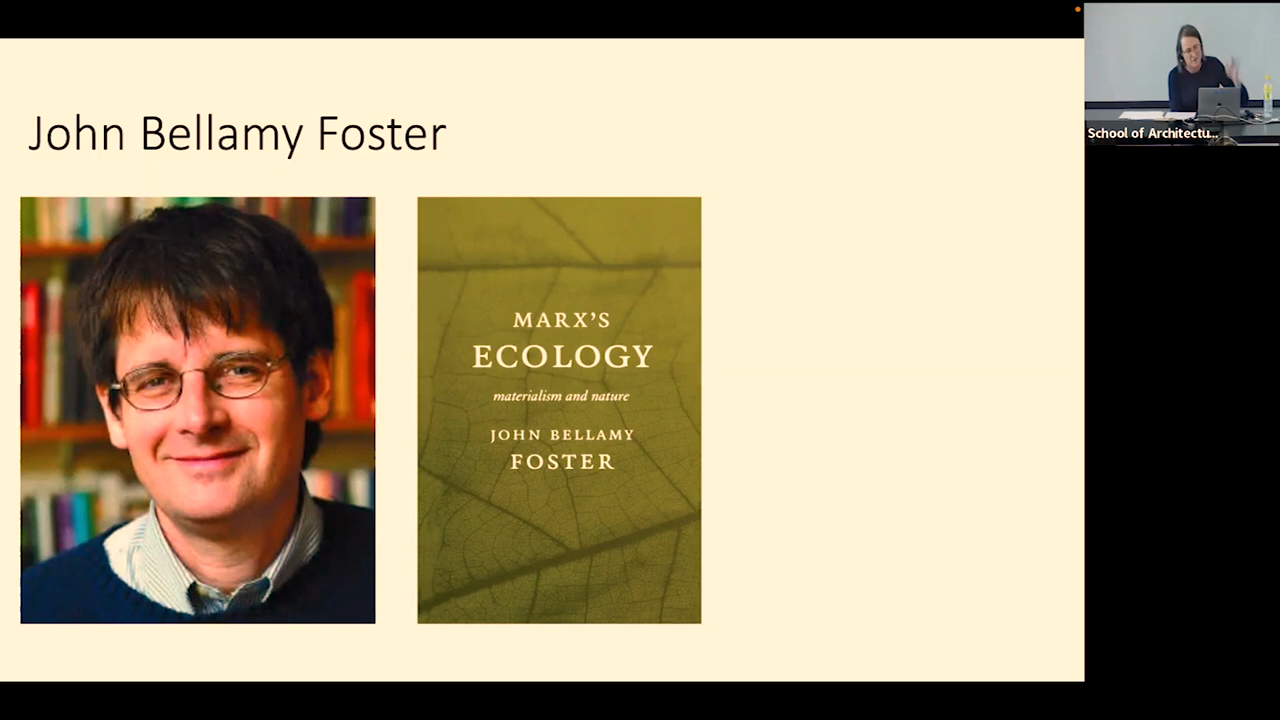 John Bellamy Foster
MARX'S
ECOLOGY
materialism and nature
JOHN BELLAMY
FOSTER
School of Architectu...